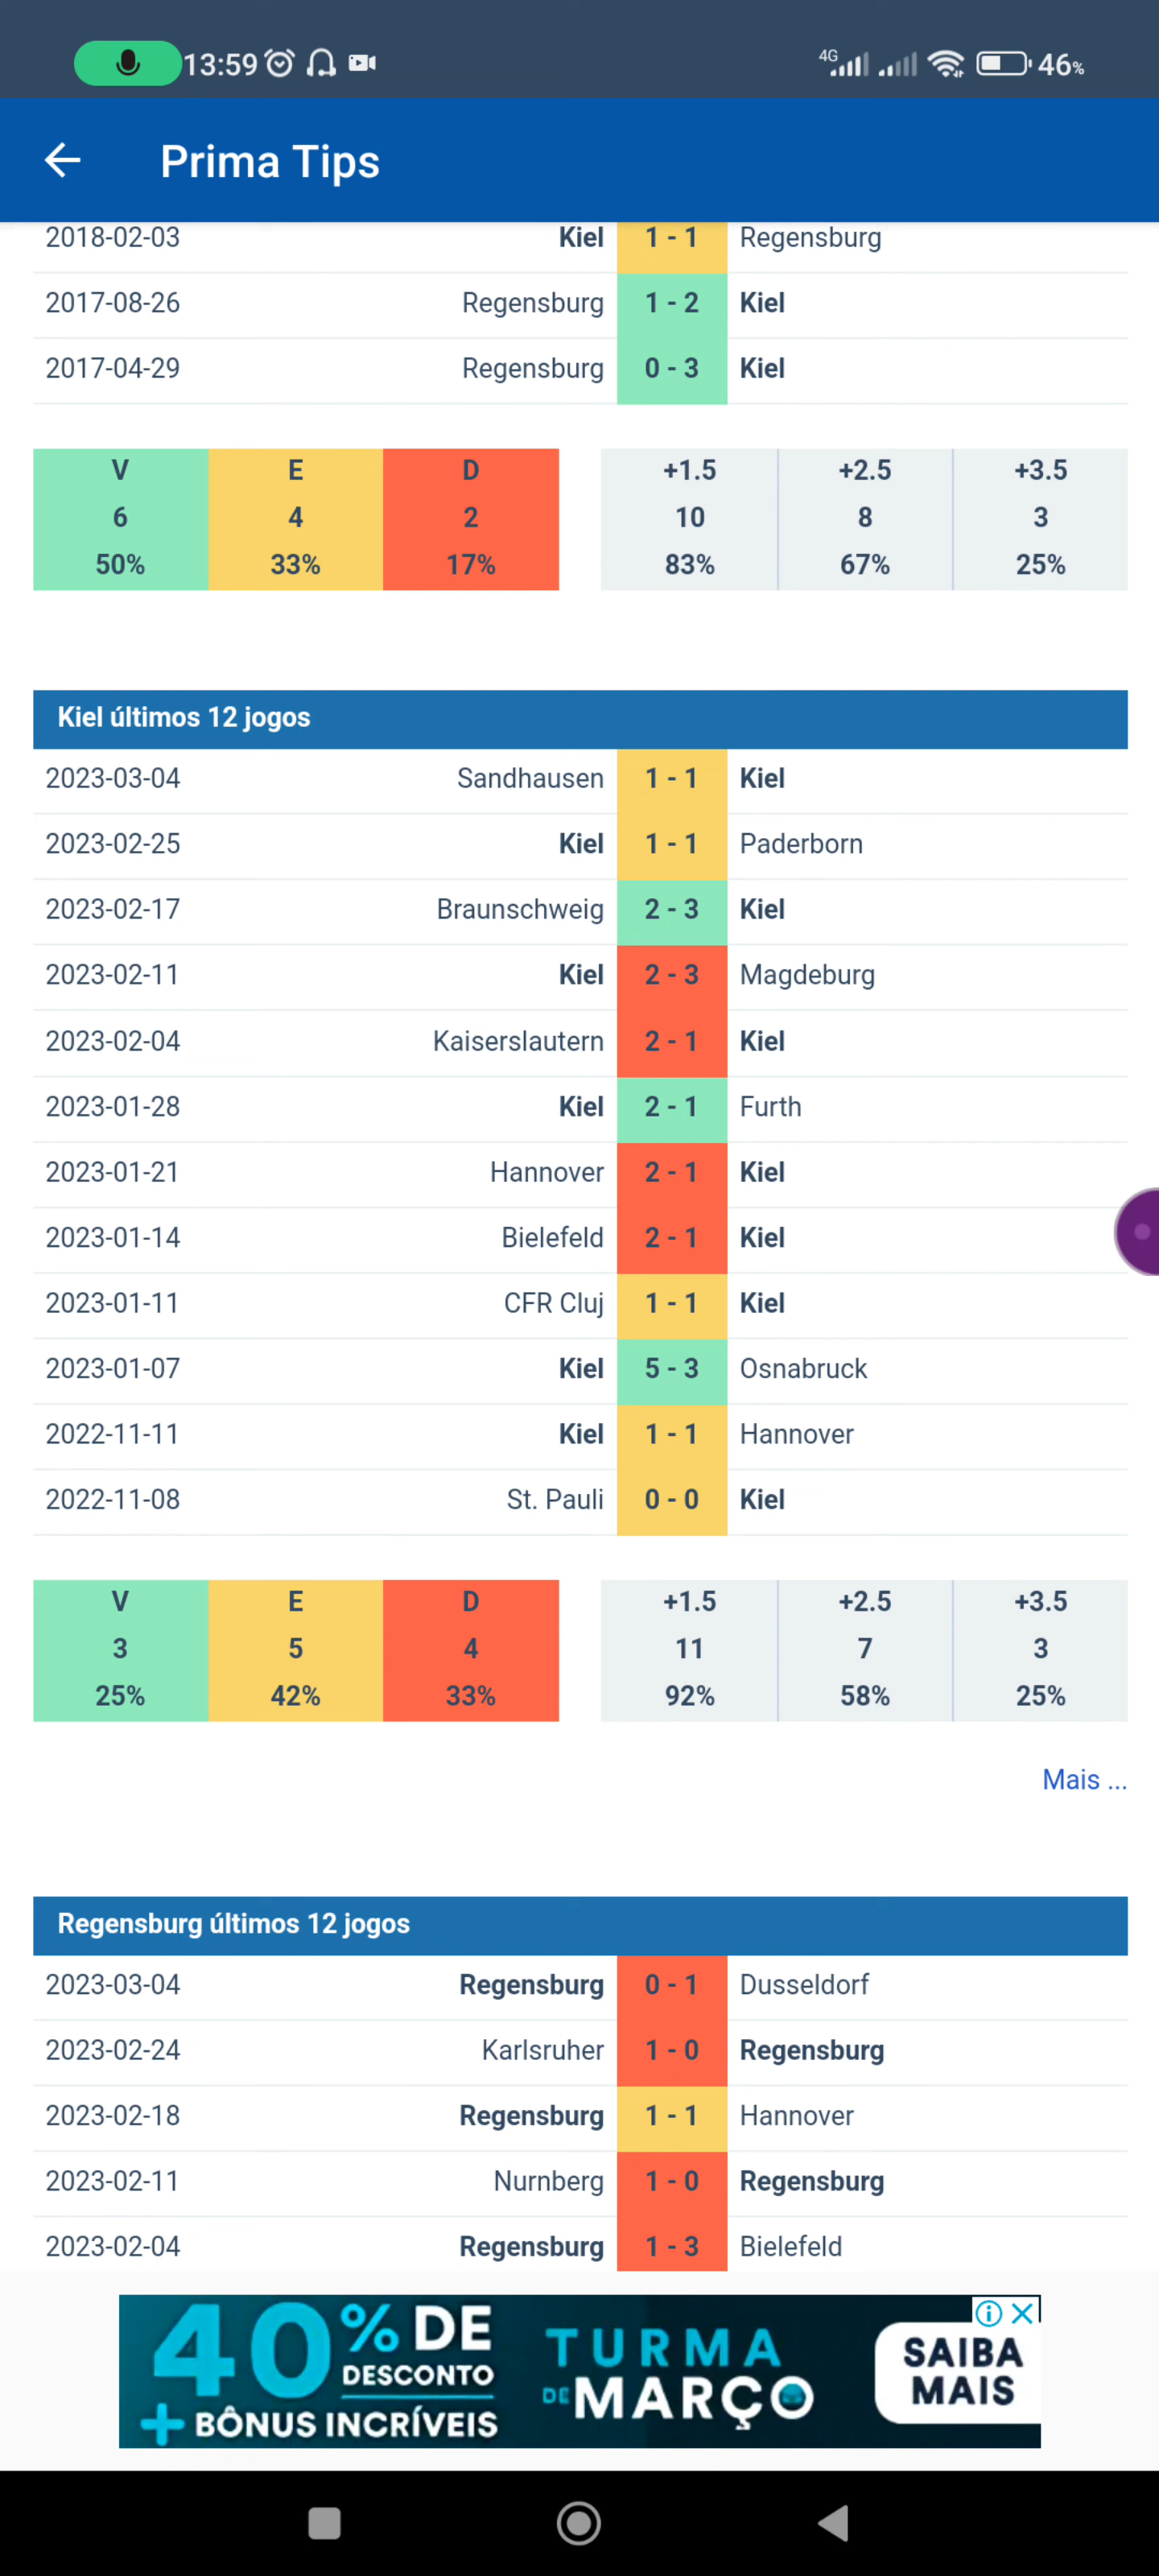 13:59 4G 46%
Prima Tips
2018-02-03 Kiel 1 - 1 Regensburg
2017-08-26 Regensburg 1 - 2 Kiel
2017-04-29 Regensburg 0 - 3 Kiel
V E D +1.5 +2.5 +3.5
6 4 2 10 8 3
50% 33% 17% 83% 67% 25%
Kiel últimos 12 jogos
2023-03-04 Sandhausen 1 - 1 Kiel
2023-02-25 Kiel 1 - 1 Paderborn
2023-02-17 Braunschweig 2 - 3 Kiel
2023-02-11 Kiel 2 - 3 Magdeburg
2023-02-04 Kaiserslautern 2 - 1 Kiel
2023-01-28 Kiel 2 - 1 Furth
2023-01-21 Hannover 2 - 1 Kiel
2023-01-14 Bielefeld 2 - 1 Kiel
2023-01-11 CFR Cluj 1 - 1 Kiel
2023-01-07 Kiel 5 - 3 Osnabruck
2022-11-11 Kiel 1 - 1 Hannover
2022-11-08 St. Pauli 0 - 0 Kiel
V E D +1.5 +2.5 +3.5
3 5 4 11 7 3
25% 42% 33% 92% 58% 25%
Mais ...
Regensburg últimos 12 jogos
2023-03-04 Regensburg 0 - 1 Dusseldorf
2023-02-24 Karlsruher 1 - 0 Regensburg
2023-02-18 Regensburg 1 - 1 Hannover
2023-02-11 Nurnberg 1 - 0 Regensburg
2023-02-04 Regensburg 1 - 3 Bielefeld
40% DE
DESCONTO
+ BÔNUS INCRÍVEIS
TURMA
DE MARÇO
SAIBA
MAIS